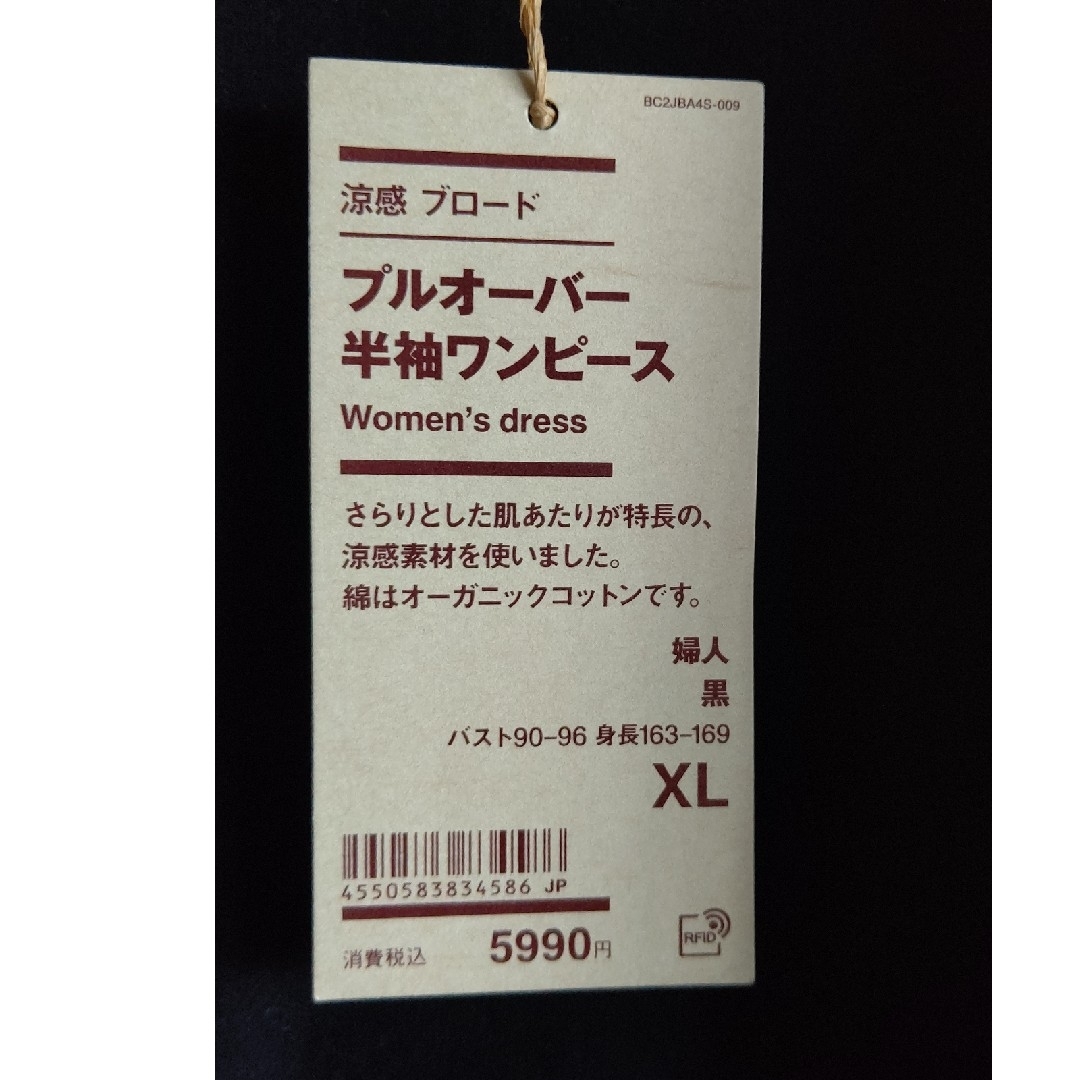 BC2JBA4S-009
涼感 ブロード
プルオーバー
半袖ワンピース
Women's dress
さらりとした肌あたりが特長の、
涼感素材を使いました。
綿はオーガニックコットンです。
婦人
黒
バスト90-96 身長163-169
XL
4550583834586 JP
消費税込 5990円
RFID